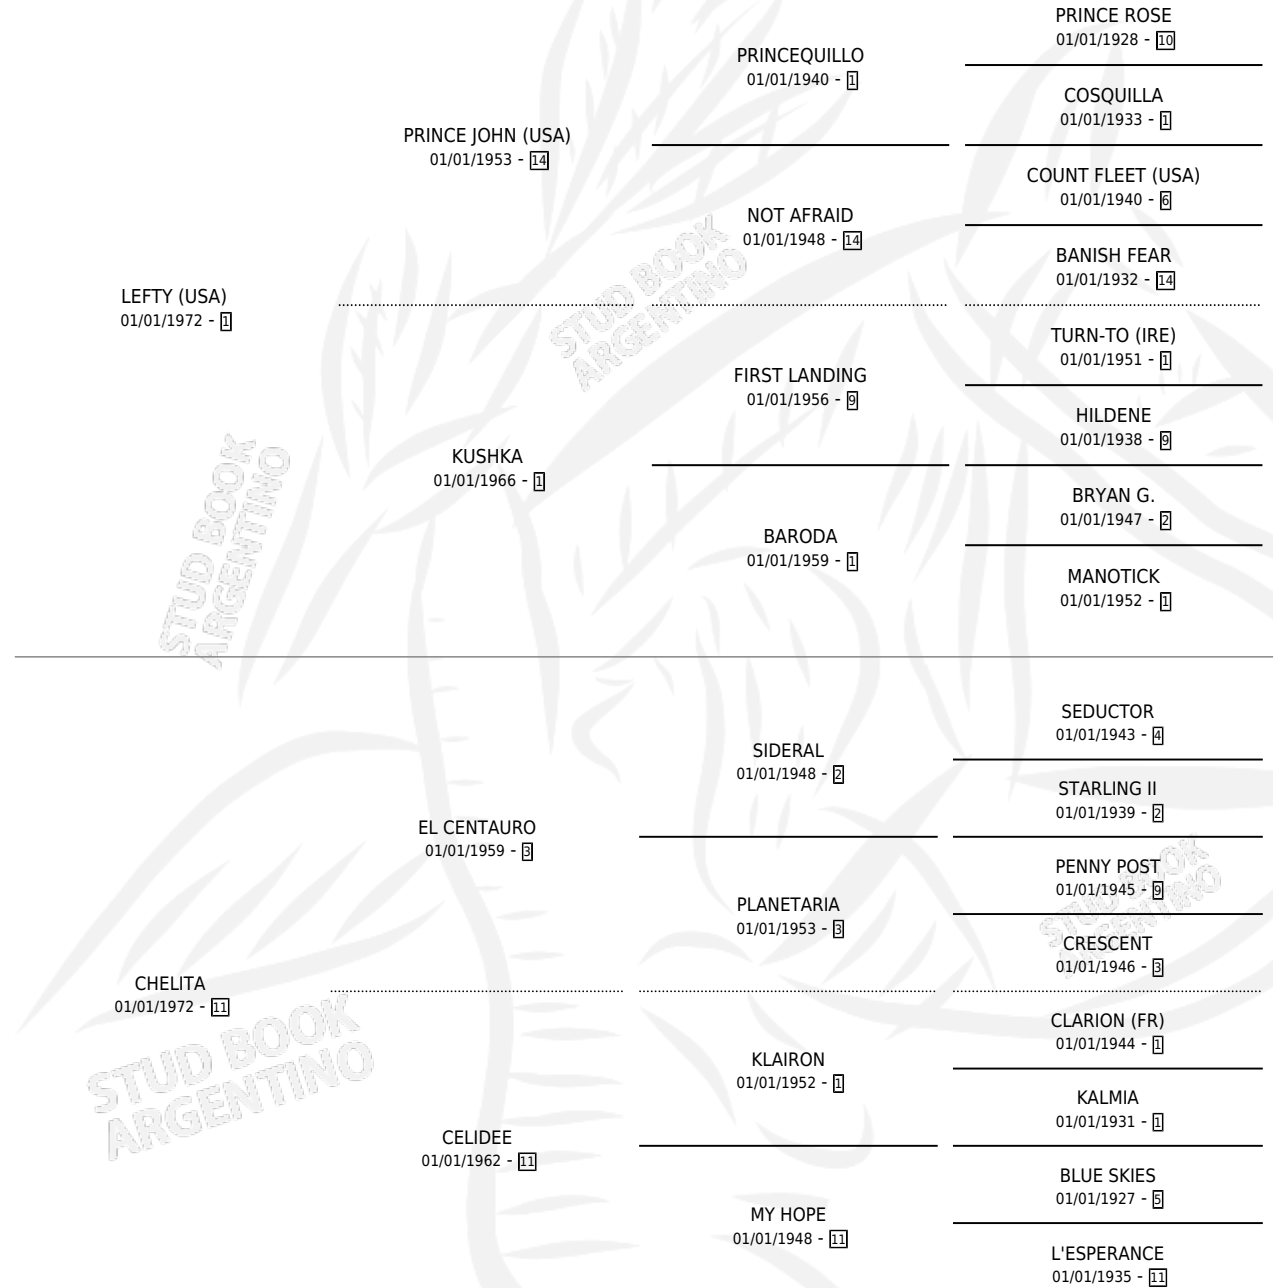 PRINCE ROSE
01/01/1928 - 10
PRINCEQUILLO
01/01/1940 - 1
COSQUILLA
01/01/1933 - 1
PRINCE JOHN (USA)
01/01/1953 - 14
COUNT FLEET (USA)
01/01/1940 - 6
NOT AFRAID
01/01/1948 - 14
BANISH FEAR
01/01/1932 - 14
LEFTY (USA)
01/01/1972 - 1
STUD BOOK
ARGENTINO
TURN-TO (IRE)
01/01/1951 - 1
FIRST LANDING
01/01/1956 - 9
HILDENE
01/01/1938 - 9
KUSHKA
01/01/1966 - 1
BRYAN G.
01/01/1947 - 2
BARODA
01/01/1959 - 1
MANOTICK
01/01/1952 - 1
STUD BOOK
ARGENTINO
SEDUCTOR
01/01/1943 - 4
SIDERAL
01/01/1948 - 2
STARLING II
01/01/1939 - 2
EL CENTAURO
01/01/1959 - 3
PENNY POST
01/01/1945 - 9
PLANETARIA
01/01/1953 - 3
STUD BOOK
ARGENTINO
CRESCENT
01/01/1946 - 3
CHELITA
01/01/1972 - 11
CLARION (FR)
01/01/1944 - 1
KLAIRON
01/01/1952 - 1
STUD BOOK
ARGENTINO
KALMIA
01/01/1931 - 1
CELIDEE
01/01/1962 - 11
BLUE SKIES
01/01/1927 - 5
MY HOPE
01/01/1948 - 11
L'ESPERANCE
01/01/1935 - 11